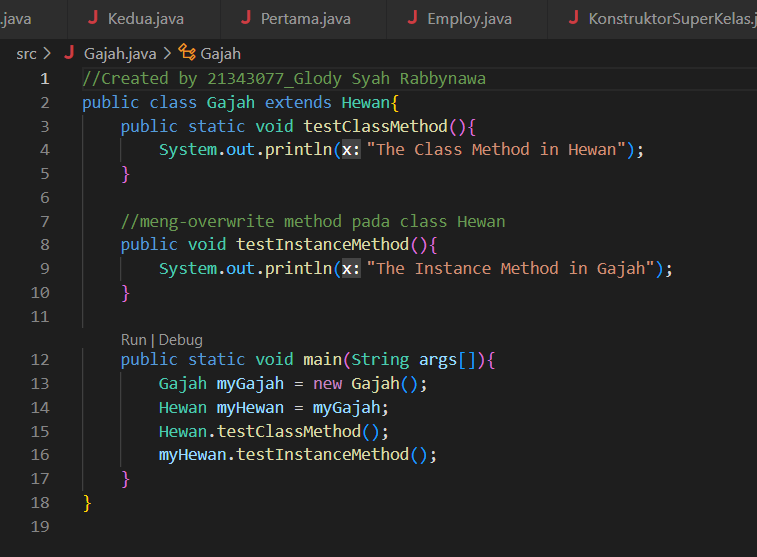 .java J Kedua.java J Pertama.java J Employ.java J KonstruktorSuperKelas.j
src > J Gajah.java > Gajah
1 //Created by 21343077_Glody Syah Rabbynawa
2 public class Gajah extends Hewan{
3 public static void testClassMethod(){
4 System.out.println(x: "The Class Method in Hewan");
5 }
6
7 //meng-overwrite method pada class Hewan
8 public void testInstanceMethod(){
9 System.out.println(x: "The Instance Method in Gajah");
10 }
11
Run | Debug
12 public static void main(String args[]){
13 Gajah myGajah = new Gajah();
14 Hewan myHewan = myGajah;
15 Hewan.testClassMethod();
16 myHewan.testInstanceMethod();
17 }
18 }
19